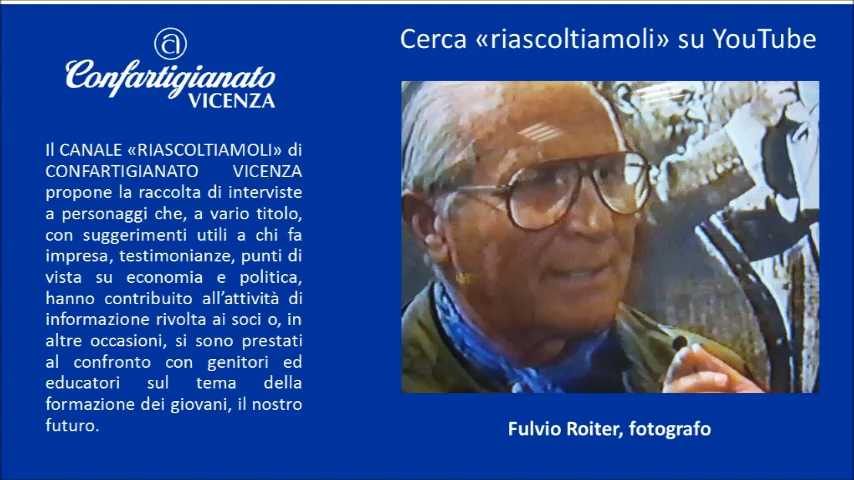 Confartigianato
VICENZA
Cerca «riascoltiamoli» su YouTube
Il CANALE «RIASCOLTIAMOLI» di
CONFARTIGIANATO VICENZA
propone la raccolta di interviste
a personaggi che, a vario titolo,
con suggerimenti utili a chi fa
impresa, testimonianze, punti di
vista su economia e politica,
hanno contribuito all'attività di
informazione rivolta ai soci o, in
altre occasioni, si sono prestati
al confronto con genitori ed
educatori sul tema della
formazione dei giovani, il nostro
futuro.
Fulvio Roiter, fotografo